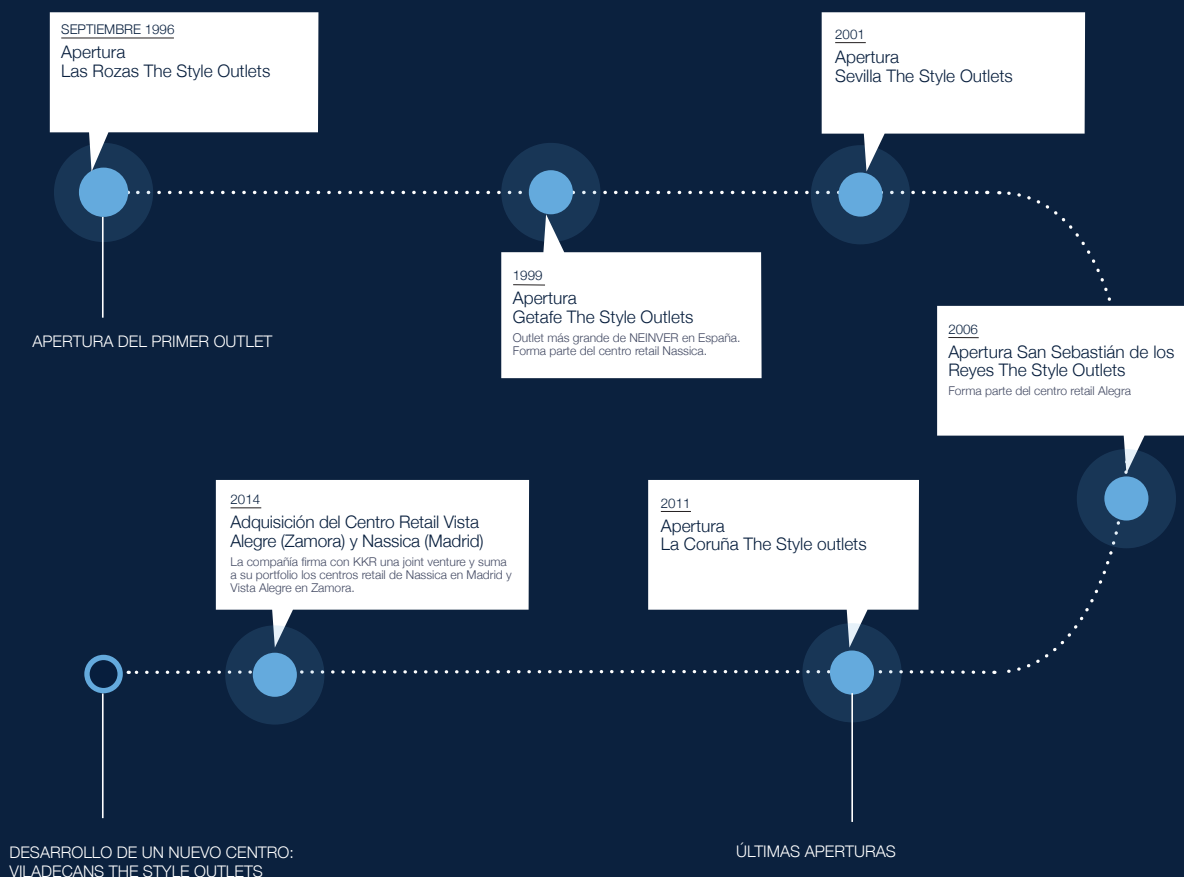 SEPTIEMBRE 1996
Apertura
Las Rozas The Style Outlets
APERTURA DEL PRIMER OUTLET
1999
Apertura
Getafe The Style Outlets
Outlet más grande de NEINVER en España.
Forma parte del centro retail Nassica.
2001
Apertura
Sevilla The Style Outlets
2006
Apertura San Sebastián de los
Reyes The Style Outlets
Forma parte del centro retail Alegra
2011
Apertura
La Coruña The Style outlets
ÚLTIMAS APERTURAS
2014
Adquisición del Centro Retail Vista
Alegre (Zamora) y Nassica (Madrid)
La compañía firma con KKR una joint venture y suma
a su portfolio los centros retail de Nassica en Madrid y
Vista Alegre en Zamora.
DESARROLLO DE UN NUEVO CENTRO:
VILADECANS THE STYLE OUTLETS